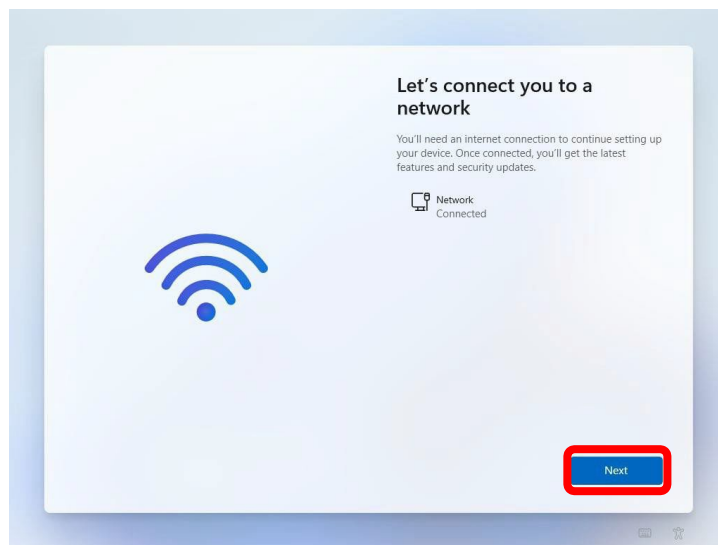 Let’s connect you to a
network
You’ll need an internet connection to continue setting up
your device. Once connected, you’ll get the latest
features and security updates.
Network
Connected
Next